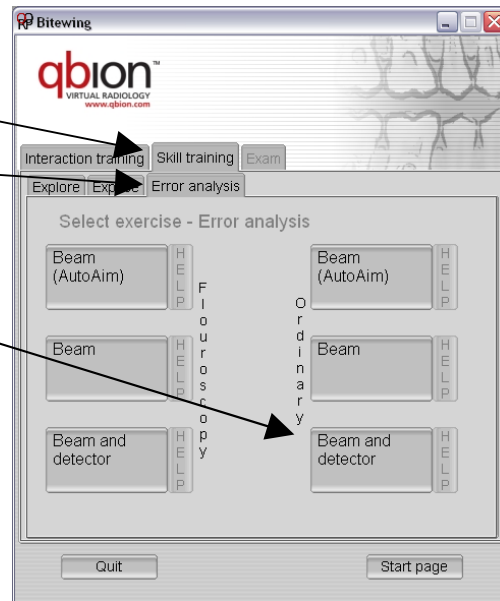 Bitewing
qbion™
VIRTUAL RADIOLOGY
www.qbion.com
Interaction training Skill training Exam
Explore Expose Error analysis
Select exercise - Error analysis
Beam
(AutoAim)
HELP
Beam
HELP
Beam and
detector
HELP
Flouroscopy
Ordinary
Beam
(AutoAim)
HELP
Beam
HELP
Beam and
detector
HELP
Quit
Start page